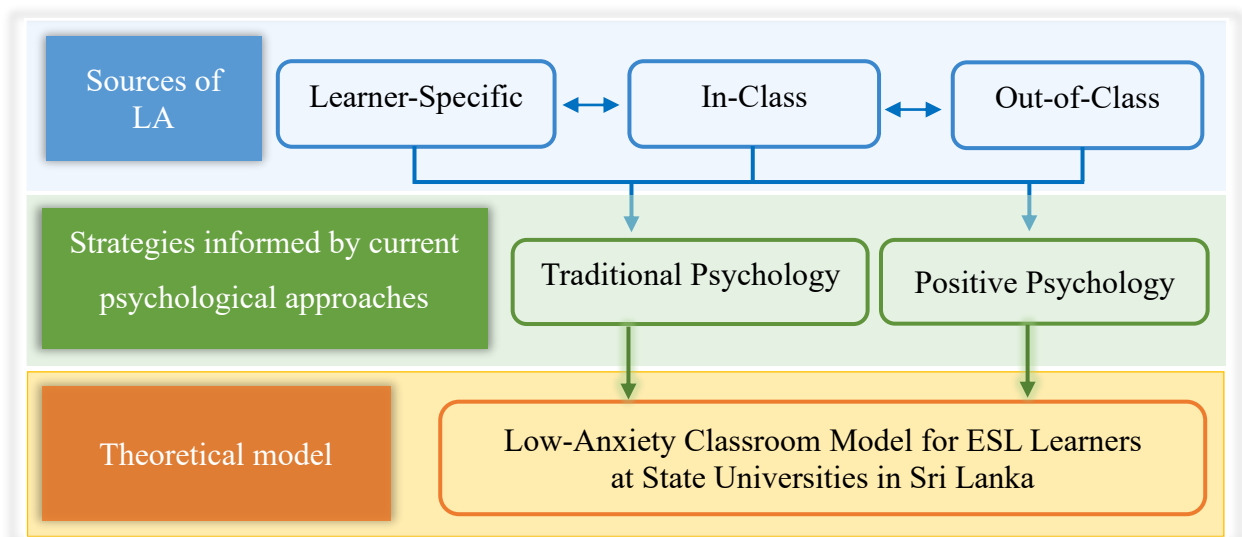 Sources of
LA
Learner-Specific
In-Class
Out-of-Class
Strategies informed by current
psychological approaches
Traditional Psychology
Positive Psychology
Theoretical model
Low-Anxiety Classroom Model for ESL Learners
at State Universities in Sri Lanka